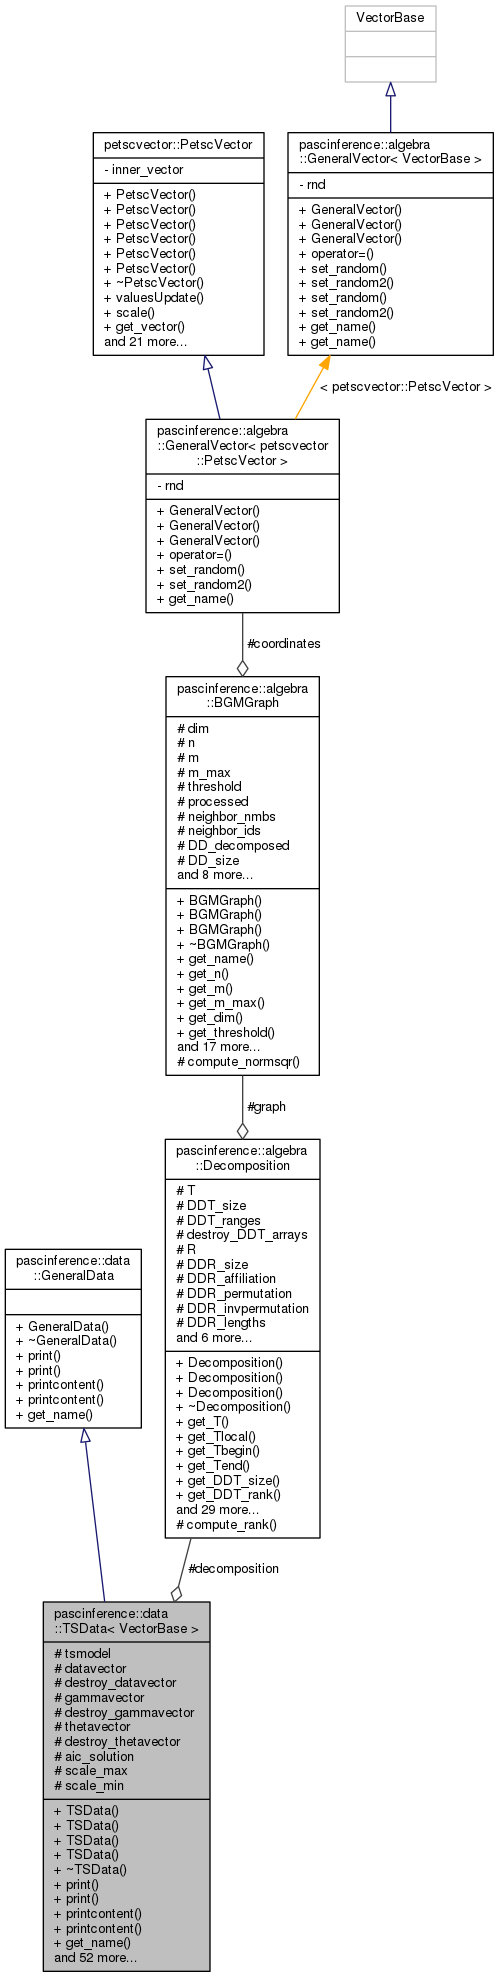 VectorBase
petscvector::PetscVector
- inner_vector
+ PetscVector()
+ PetscVector()
+ PetscVector()
+ PetscVector()
+ PetscVector()
+ PetscVector()
+ ~PetscVector()
+ valuesUpdate()
+ scale()
+ get_vector()
and 21 more...
pascinference::algebra
::GeneralVector< VectorBase >
- rnd
+ GeneralVector()
+ GeneralVector()
+ GeneralVector()
+ operator=()
+ set_random()
+ set_random2()
+ set_random()
+ set_random2()
+ get_name()
+ get_name()
< petscvector::PetscVector >
pascinference::algebra
::GeneralVector< petscvector
::PetscVector >
- rnd
+ GeneralVector()
+ GeneralVector()
+ GeneralVector()
+ operator=()
+ set_random()
+ set_random2()
+ get_name()
#coordinates
pascinference::algebra
::BGMGraph
# dim
# n
# m
# m_max
# threshold
# processed
# neighbor_nmbs
# neighbor_ids
# DD_decomposed
# DD_size
and 8 more...
+ BGMGraph()
+ BGMGraph()
+ BGMGraph()
+ ~BGMGraph()
+ get_name()
+ get_n()
+ get_m()
+ get_m_max()
+ get_dim()
+ get_threshold()
and 17 more...
# compute_normsqr()
#graph
pascinference::algebra
::Decomposition
# T
# DDT_size
# DDT_ranges
# destroy_DDT_arrays
# R
# DDR_size
# DDR_affiliation
# DDR_permutation
# DDR_invpermutation
# DDR_lengths
and 6 more...
+ Decomposition()
+ Decomposition()
+ Decomposition()
+ ~Decomposition()
+ get_T()
+ get_Tlocal()
+ get_Tbegin()
+ get_Tend()
+ get_DDT_size()
+ get_DDT_rank()
and 29 more...
# compute_rank()
pascinference::data
::GeneralData
+ GeneralData()
+ ~GeneralData()
+ print()
+ print()
+ printcontent()
+ printcontent()
+ get_name()
#decomposition
pascinference::data
::TSData< VectorBase >
# tsmodel
# datavector
# destroy_datavector
# gammavector
# destroy_gammavector
# thetavector
# destroy_thetavector
# aic_solution
# scale_max
# scale_min
+ TSData()
+ TSData()
+ TSData()
+ TSData()
+ ~TSData()
+ print()
+ print()
+ printcontent()
+ printcontent()
+ get_name()
and 52 more...